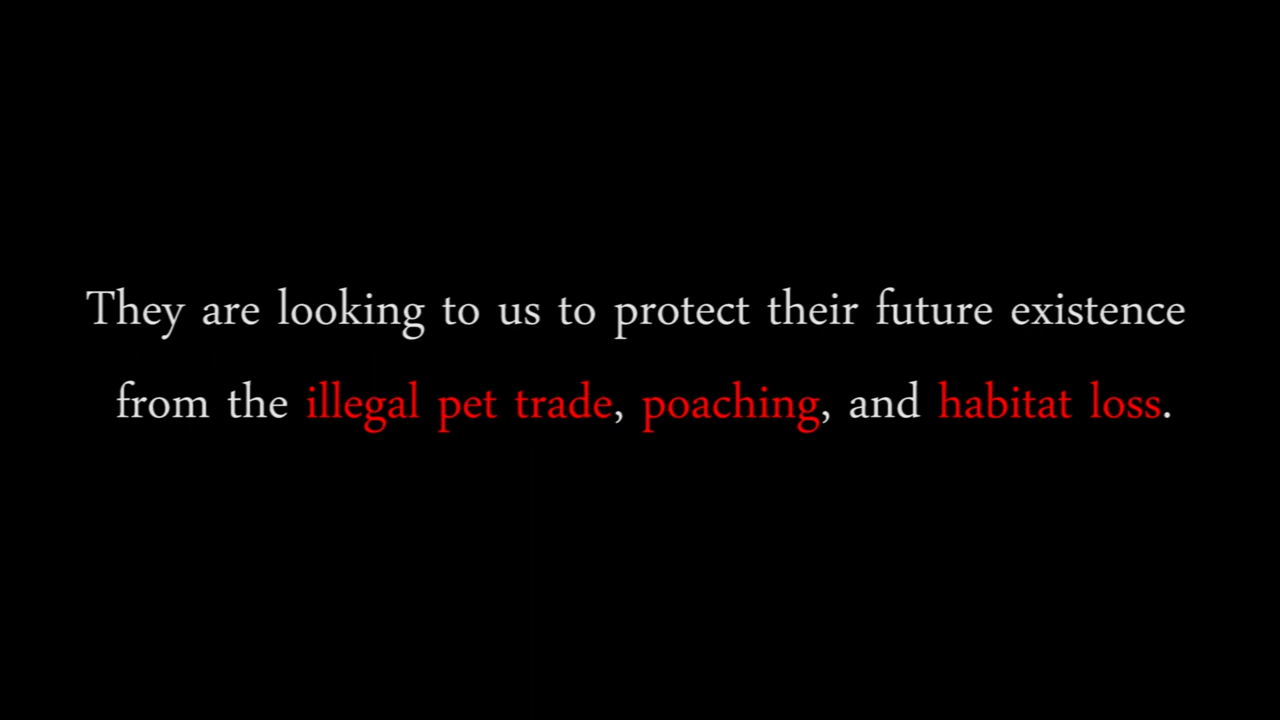 They are looking to us to protect their future existence
from the illegal pet trade, poaching, and habitat loss.